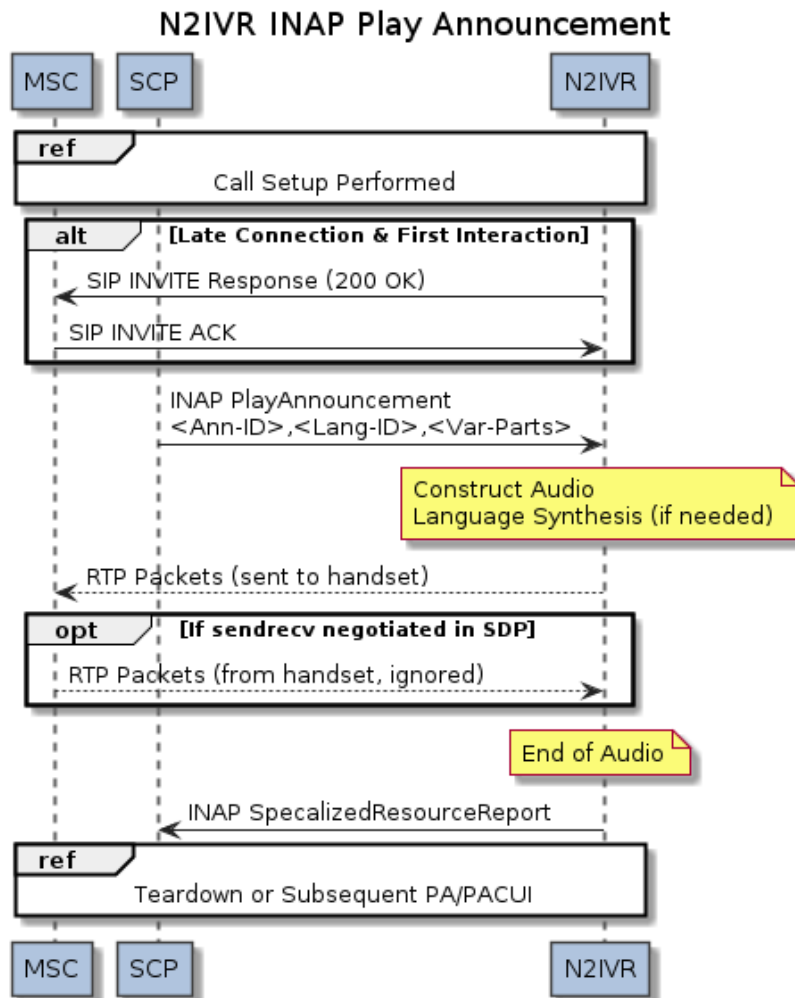 N2IVR INAP Play Announcement
MSC SCP N2IVR
ref
Call Setup Performed
alt [Late Connection & First Interaction]
SIP INVITE Response (200 OK)
SIP INVITE ACK
INAP PlayAnnouncement
<Ann-ID>,<Lang-ID>,<Var-Parts>
Construct Audio
Language Synthesis (if needed)
RTP Packets (sent to handset)
opt [If sendrecv negotiated in SDP]
RTP Packets (from handset, ignored)
End of Audio
INAP SpecalizedResourceReport
ref
Teardown or Subsequent PA/PACUI
MSC SCP N2IVR